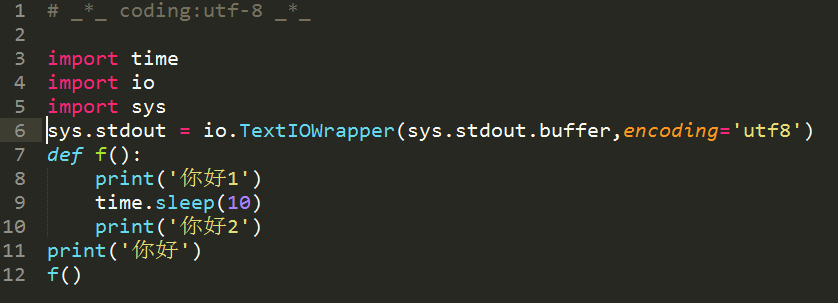 1 # _*_ coding:utf-8 _*_
2
3 import time
4 import io
5 import sys
6 sys.stdout = io.TextIOWrapper(sys.stdout.buffer,encoding='utf8')
7 def f():
8     print('你好1')
9     time.sleep(10)
10     print('你好2')
11 print('你好')
12 f()